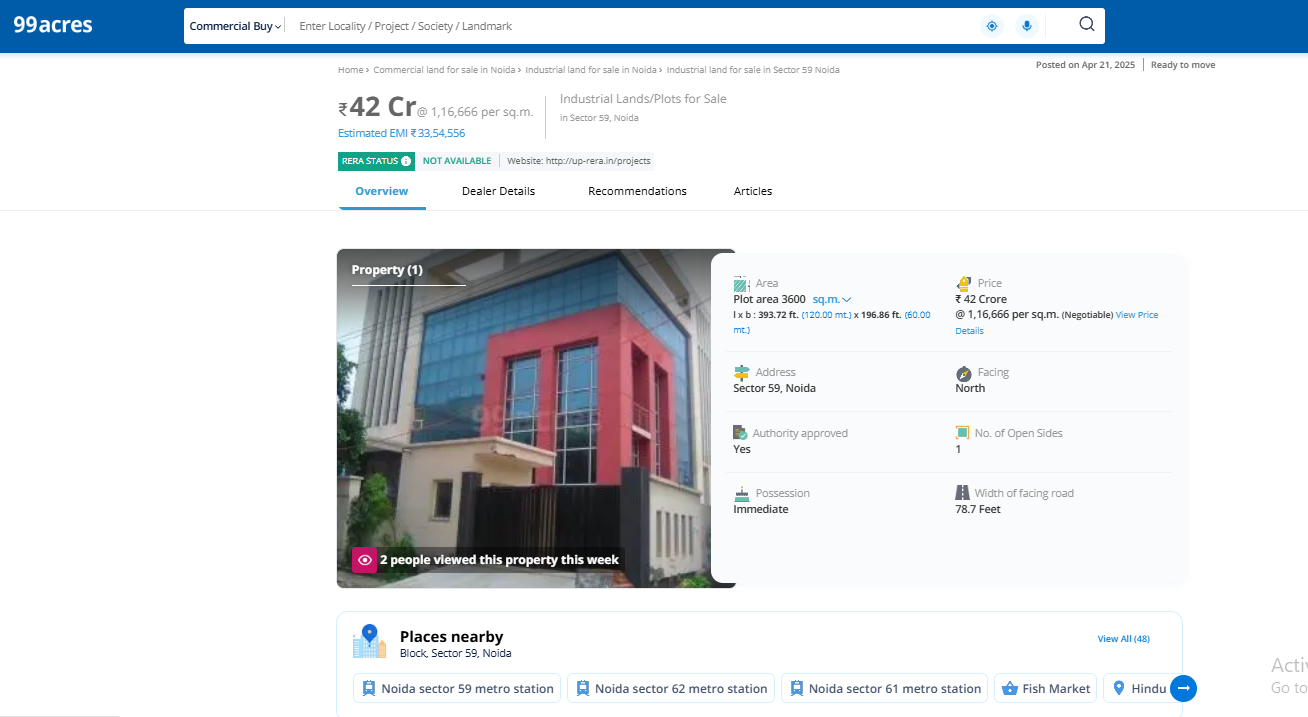 99acres
Commercial Buy
Enter Locality / Project / Society / Landmark
Home › Commercial land for sale in Noida › Industrial land for sale in Noida › Industrial land for sale in Sector 59 Noida
Posted on Apr 21, 2025 | Ready to move
₹42 Cr @ 1,16,666 per sq.m.
Estimated EMI ₹33,54,556
Industrial Lands/Plots for Sale
in Sector 59, Noida
RERA STATUS NOT AVAILABLE | Website: http://up-rera.in/projects
Overview
Dealer Details
Recommendations
Articles
Property (1)
2 people viewed this property this week
Area
Plot area 3600 sq.m.
l x b : 393.72 ft. (120.00 mt.) x 196.86 ft. (60.00
mt.)
Price
₹ 42 Crore
@ 1,16,666 per sq.m. (Negotiable) View Price
Details
Address
Sector 59, Noida
Facing
North
Authority approved
Yes
No. of Open Sides
1
Possession
Immediate
Width of facing road
78.7 Feet
Places nearby
Block, Sector 59, Noida
View All (48)
Noida sector 59 metro station
Noida sector 62 metro station
Noida sector 61 metro station
Fish Market
Hindu
Activ
Go to